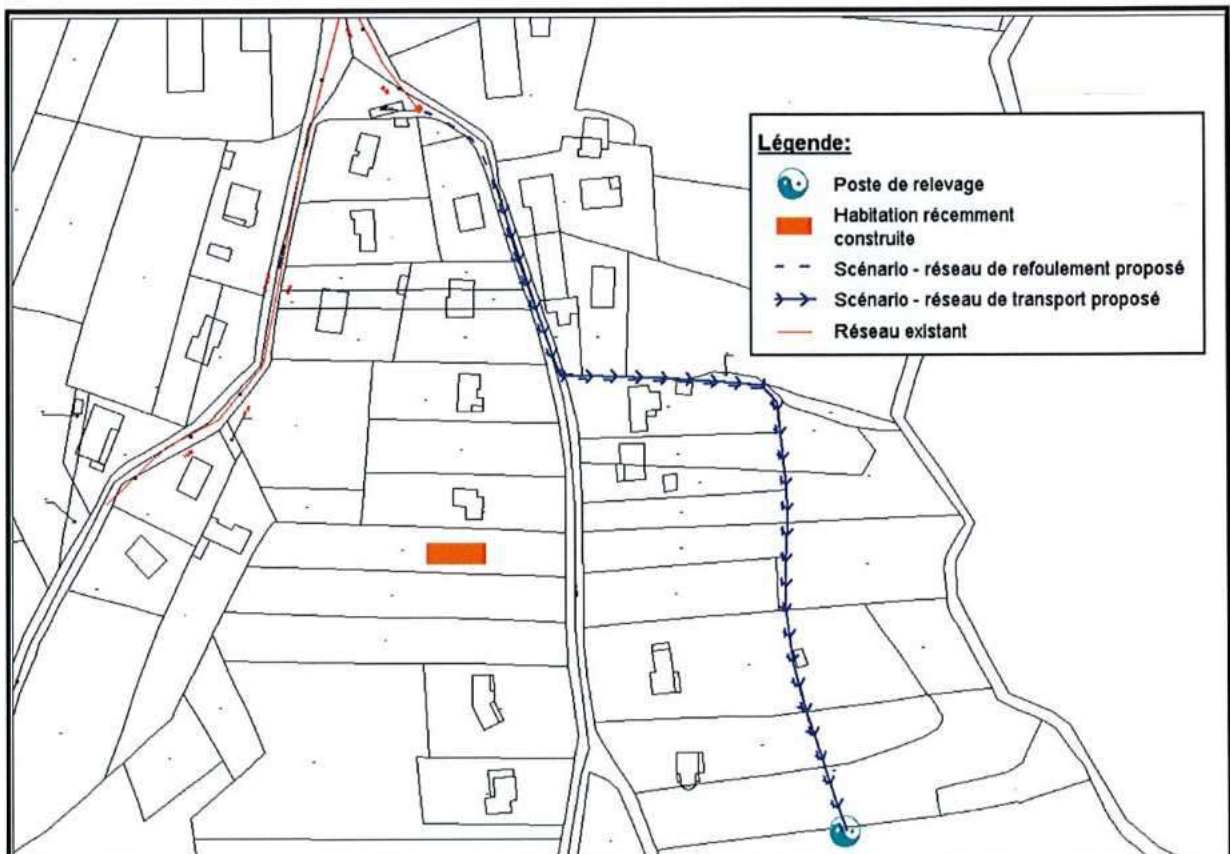 Légende:
Poste de relevage
Habitation récemment
construite
Scénario - réseau de refoulement proposé
Scénario - réseau de transport proposé
Réseau existant